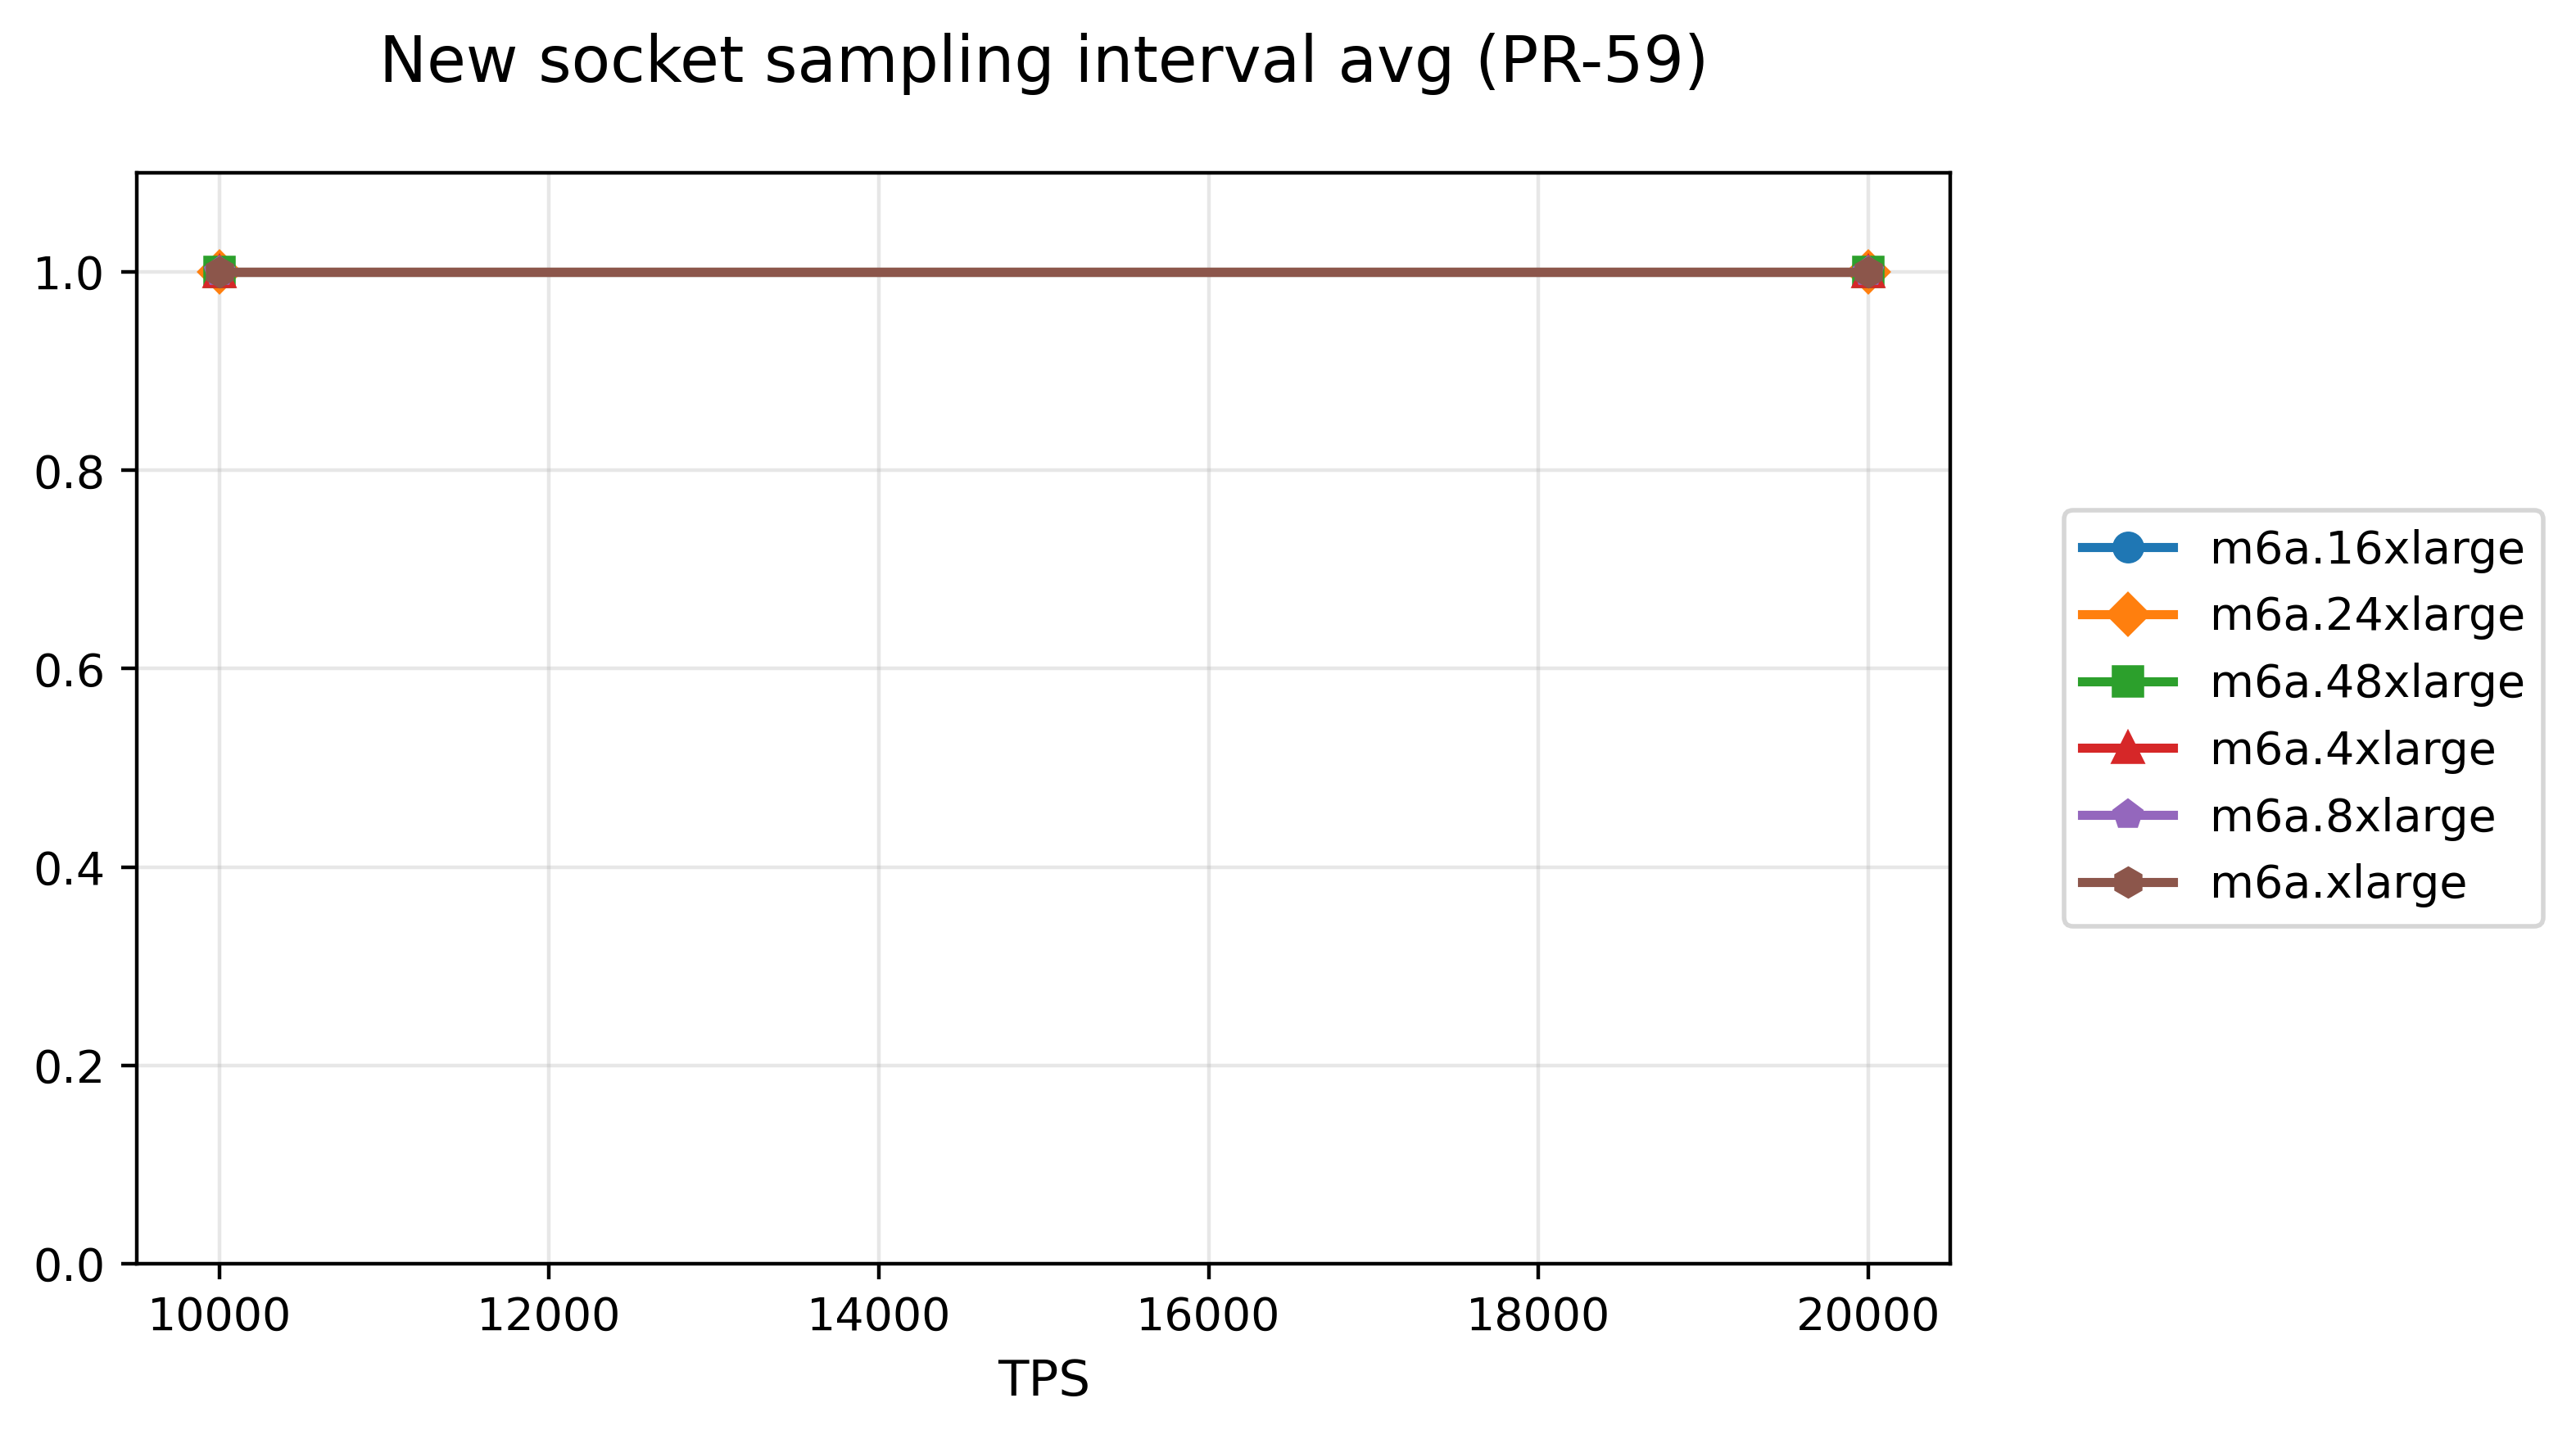 New socket sampling interval avg (PR-59)
1.0
0.8
0.6
0.4
0.2
0.0
10000 12000 14000 16000 18000 20000
TPS
m6a.16xlarge
m6a.24xlarge
m6a.48xlarge
m6a.4xlarge
m6a.8xlarge
m6a.xlarge